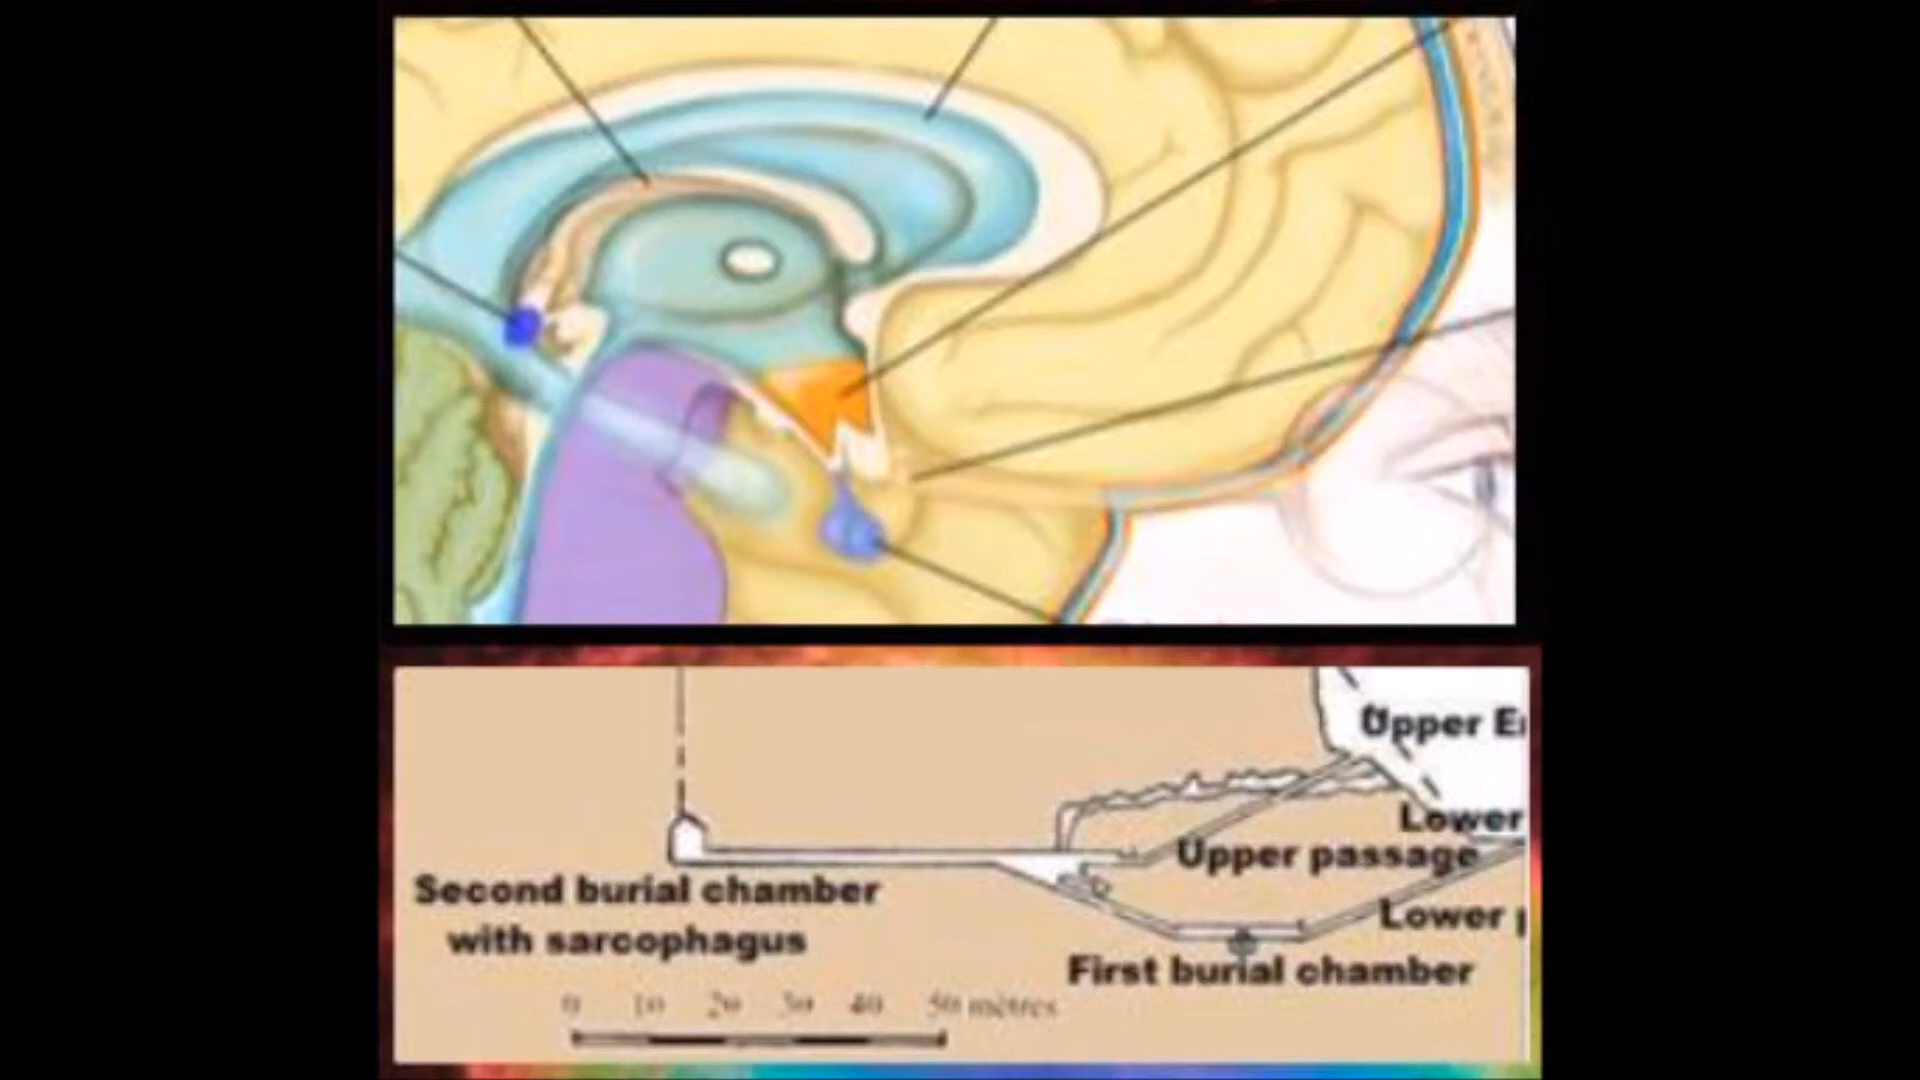 Upper E
Lower
Upper passage
Second burial chamber
with sarcophagus
Lower p
First burial chamber
0 10 20 30 40 50 mètres